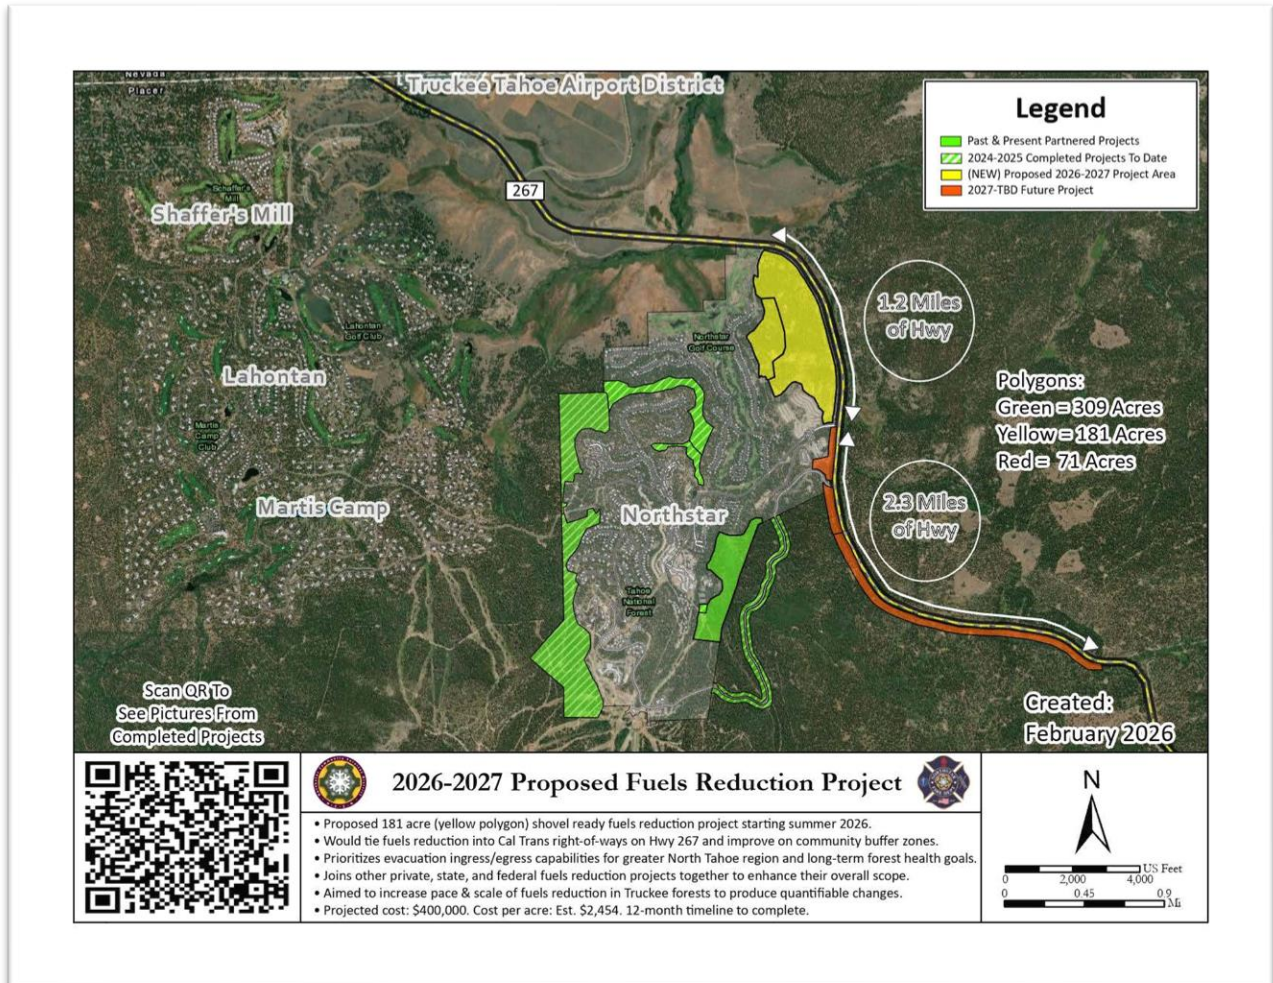 Nevada
Placer
Truckee Tahoe Airport District
Legend
Past & Present Partnered Projects
2024-2025 Completed Projects To Date
(NEW) Proposed 2026-2027 Project Area
2027-TBD Future Project
267
Schaffer's
Mill
Shaffer's Mill
1.2 Miles
of Hwy
Lahontan
Golf Club
Northstar
Golf Course
Lahontan
Polygons:
Green = 309 Acres
Yellow = 181 Acres
Red = 71 Acres
Martis
Camp
Club
Martis Camp
Northstar
2.3 Miles
of Hwy
Tahoe
National
Forest
Scan QR To
See Pictures From
Completed Projects
Created:
February 2026
2026-2027 Proposed Fuels Reduction Project
• Proposed 181 acre (yellow polygon) shovel ready fuels reduction project starting summer 2026.
• Would tie fuels reduction into Cal Trans right-of-ways on Hwy 267 and improve on community buffer zones.
• Prioritizes evacuation ingress/egress capabilities for greater North Tahoe region and long-term forest health goals.
• Joins other private, state, and federal fuels reduction projects together to enhance their overall scope.
• Aimed to increase pace & scale of fuels reduction in Truckee forests to produce quantifiable changes.
• Projected cost: $400,000. Cost per acre: Est. $2,454. 12-month timeline to complete.
N
US Feet
0 2,000 4,000
0 0.45 0.9
Mi